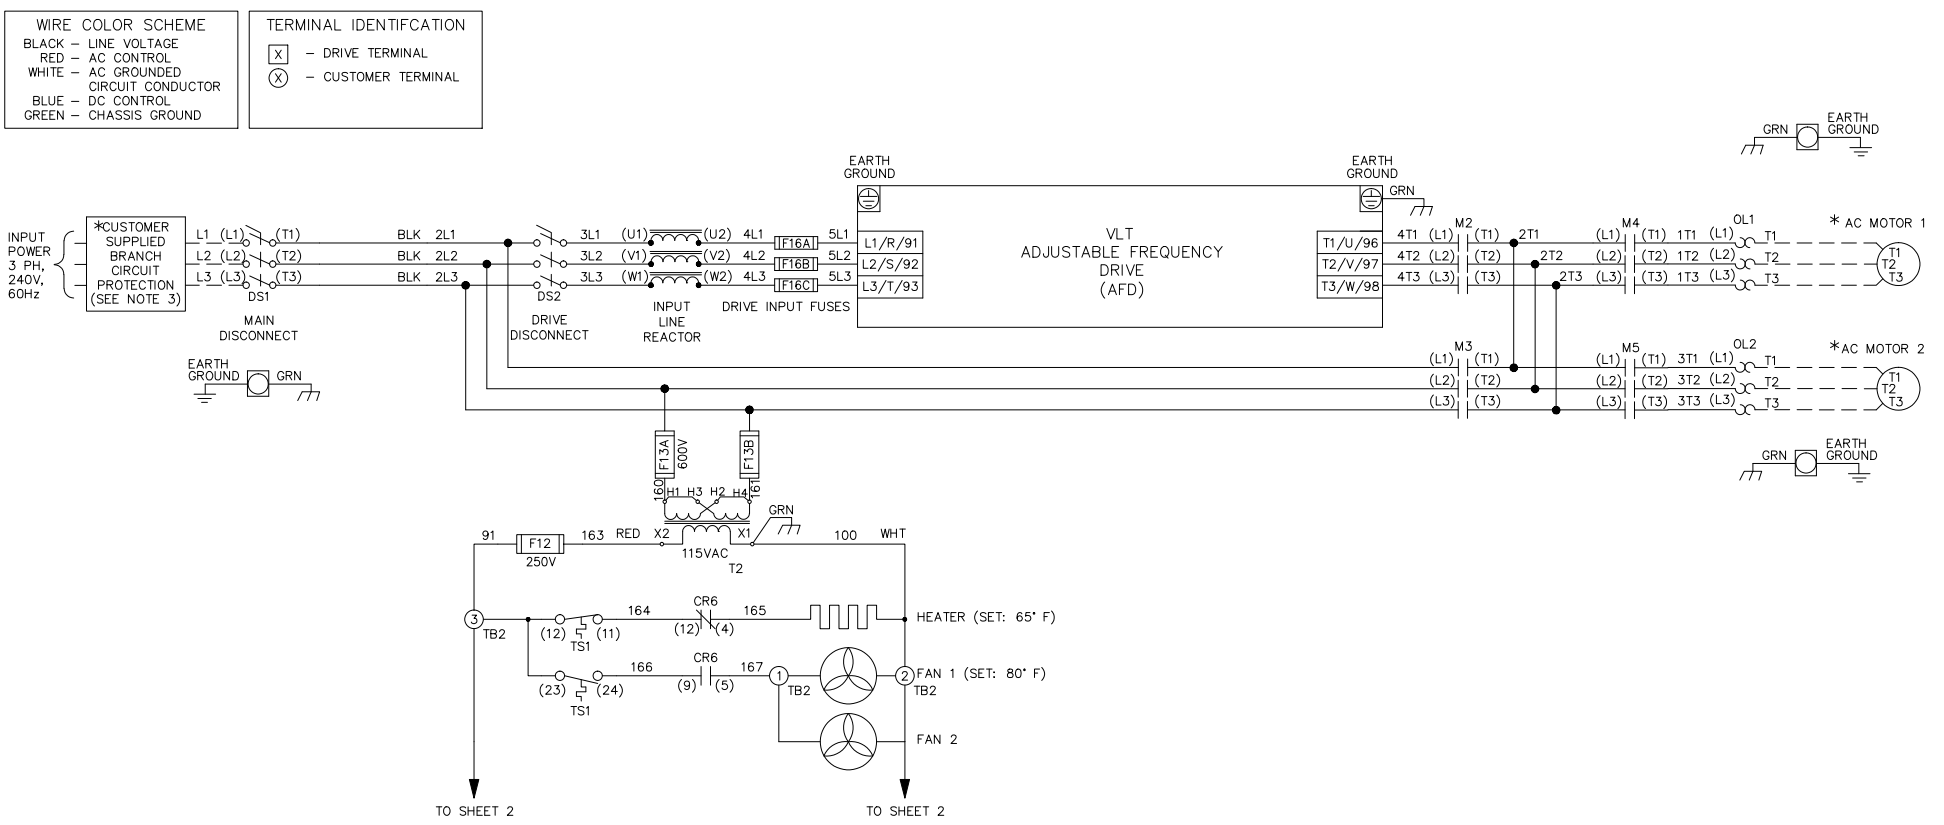 WIRE COLOR SCHEME
BLACK – LINE VOLTAGE
RED – AC CONTROL
WHITE – AC GROUNDED
CIRCUIT CONDUCTOR
BLUE – DC CONTROL
GREEN – CHASSIS GROUND
TERMINAL IDENTIFCATION
X – DRIVE TERMINAL
X – CUSTOMER TERMINAL
GRN
EARTH
GROUND
EARTH
GROUND
EARTH
GROUND
GRN
INPUT
POWER
3 PH,
240V,
60Hz
*CUSTOMER
SUPPLIED
BRANCH
CIRCUIT
PROTECTION
(SEE NOTE 3)
L1 (L1) (T1) BLK 2L1 3L1 (U1) (U2) 4L1 F16A 5L1 L1/R/91
L2 (L2) (T2) BLK 2L2 3L2 (V1) (V2) 4L2 F16B 5L2 L2/S/92
L3 (L3) (T3) BLK 2L3 3L3 (W1) (W2) 4L3 F16C 5L3 L3/T/93
DS1
MAIN
DISCONNECT
DS2
DRIVE
DISCONNECT
INPUT
LINE
REACTOR
DRIVE INPUT FUSES
VLT
ADJUSTABLE FREQUENCY
DRIVE
(AFD)
M2 M4 OL1
T1/U/96 4T1 (L1) (T1) 2T1 (L1) (T1) 1T1 (L1) T1
T2/V/97 4T2 (L2) (T2) 2T2 (L2) (T2) 1T2 (L2) T2
T3/W/98 4T3 (L3) (T3) 2T3 (L3) (T3) 1T3 (L3) T3
* AC MOTOR 1
T1
T2
T3
EARTH
GROUND
GRN
M3 M5 OL2
(L1) (T1) (L1) (T1) 3T1 (L1) T1
(L2) (T2) (L2) (T2) 3T2 (L2) T2
(L3) (T3) (L3) (T3) 3T3 (L3) T3
*AC MOTOR 2
T1
T2
T3
GRN
EARTH
GROUND
F13A
600V
F13B
160
H1 H3 H2 H4
161
GRN
91 F12 163 RED X2 X1 100 WHT
250V
115VAC
T2
3
TB2
(12) (11)
TS1
164
CR6
(12) (4)
165
HEATER (SET: 65° F)
(23) (24)
TS1
166
CR6
(9) (5)
167
1
TB2
2
TB2
FAN 1 (SET: 80° F)
FAN 2
TO SHEET 2
TO SHEET 2